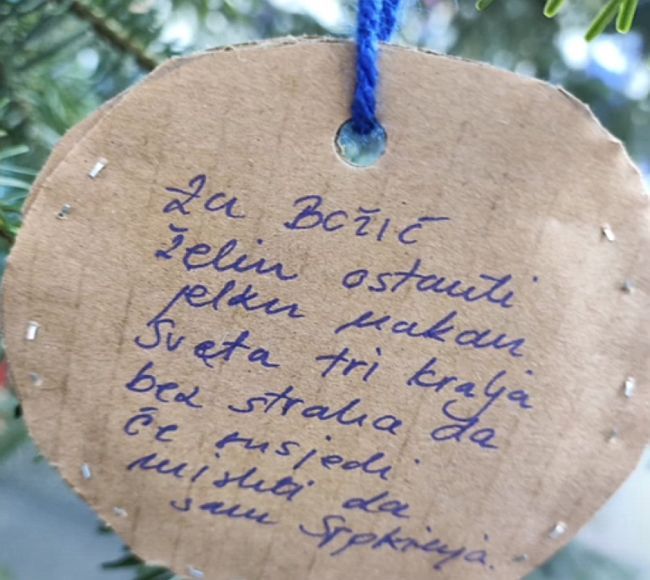 Za Božić
želim ostaviti
jelku nakon
Sveta tri kralja
bez straha da
će susjedi
misliti da
sam Srpkinja.